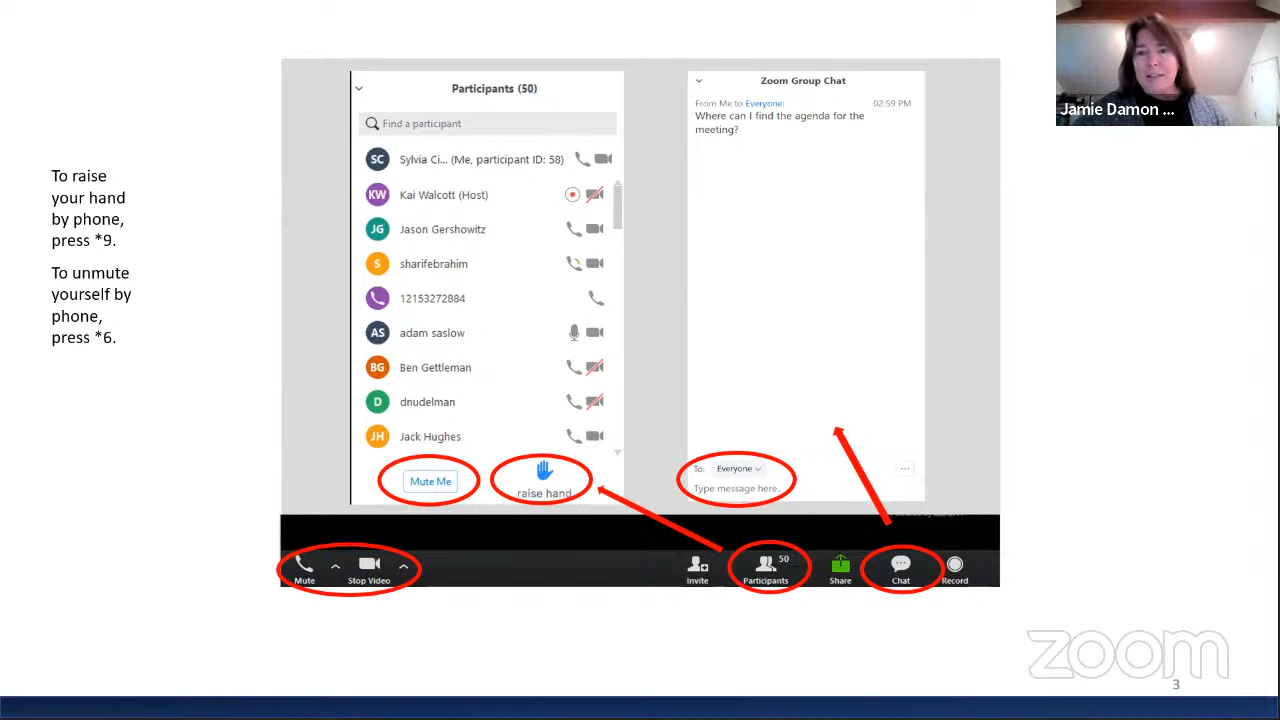 Jamie Damon ...
To raise
your hand
by phone,
press *9.
To unmute
yourself by
phone,
press *6.
Participants (50)
Find a participant
SC Sylvia Ci... (Me, participant ID: 58)
KW Kai Walcott (Host)
JG Jason Gershowitz
S sharifebrahim
12153272884
AS adam saslow
BG Ben Gettleman
D dnudelman
JH Jack Hughes
Mute Me
raise hand
Zoom Group Chat
From Me to Everyone: 02:59 PM
Where can I find the agenda for the
meeting?
To: Everyone
Type message here...
Mute Stop Video Invite Participants 50 Share Chat Record
zoom
3